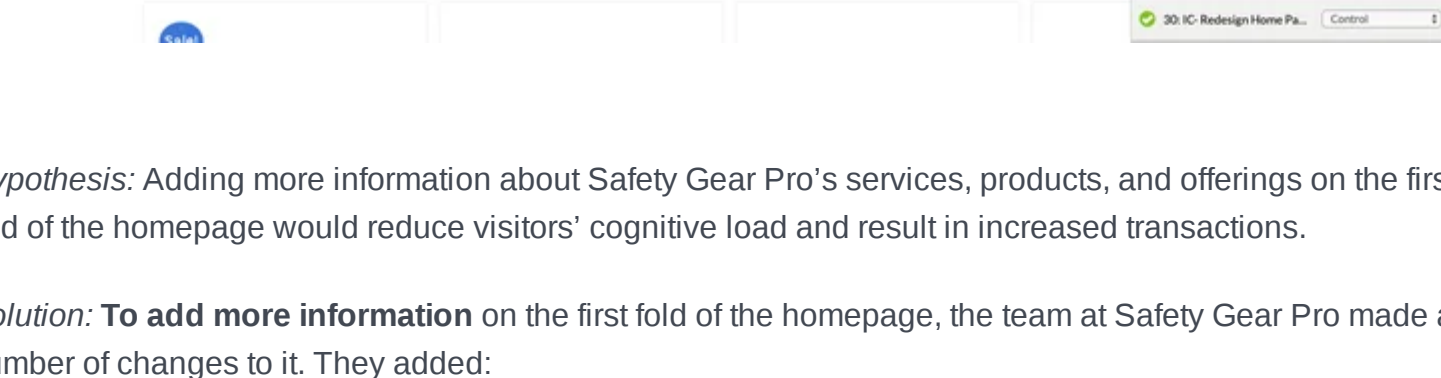 Sale!
30: IC- Redesign Home Pa... Control
ypothesis: Adding more information about Safety Gear Pro’s services, products, and offerings on the firs
d of the homepage would reduce visitors’ cognitive load and result in increased transactions.
olution: To add more information on the first fold of the homepage, the team at Safety Gear Pro made a
umber of changes to it. They added: